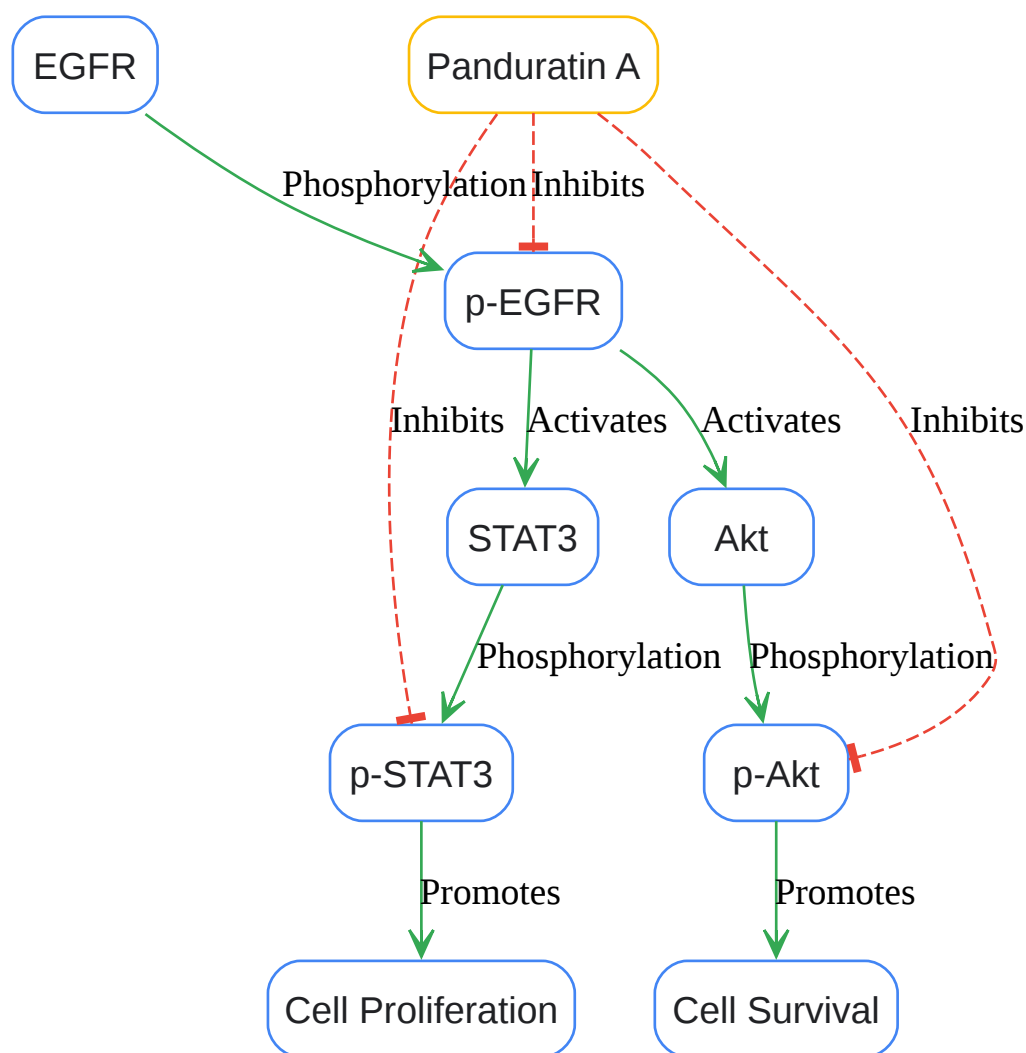 EGFR
Panduratin A
Phosphorylation
Inhibits
p-EGFR
Inhibits
Activates
Activates
Inhibits
STAT3
Akt
Phosphorylation
Phosphorylation
p-STAT3
p-Akt
Promotes
Promotes
Cell Proliferation
Cell Survival